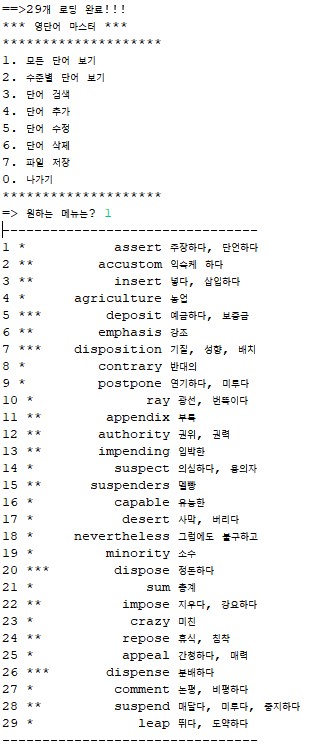 ==>29개 로딩 완료!!!
*** 영단어 마스터 ***
********************
1. 모든 단어 보기
2. 수준별 단어 보기
3. 단어 검색
4. 단어 추가
5. 단어 수정
6. 단어 삭제
7. 파일 저장
0. 나가기
********************
=> 원하는 메뉴는? 1
--------------------------------
1 * assert 주장하다, 단언하다
2 ** accustom 익숙케 하다
3 ** insert 넣다, 삽입하다
4 * agriculture 농업
5 *** deposit 예금하다, 보증금
6 ** emphasis 강조
7 *** disposition 기질, 성향, 배치
8 * contrary 반대의
9 * postpone 연기하다, 미루다
10 * ray 광선, 번뜩이다
11 ** appendix 부록
12 ** authority 권위, 권력
13 ** impending 임박한
14 * suspect 의심하다, 용의자
15 ** suspenders 멜빵
16 * capable 유능한
17 * desert 사막, 버리다
18 * nevertheless 그럼에도 불구하고
19 * minority 소수
20 *** dispose 정돈하다
21 * sum 총계
22 ** impose 지우다, 강요하다
23 * crazy 미친
24 ** repose 휴식, 침착
25 * appeal 간청하다, 매력
26 *** dispense 분배하다
27 * comment 논평, 비평하다
28 ** suspend 매달다, 미루다, 중지하다
29 * leap 뛰다, 도약하다
--------------------------------